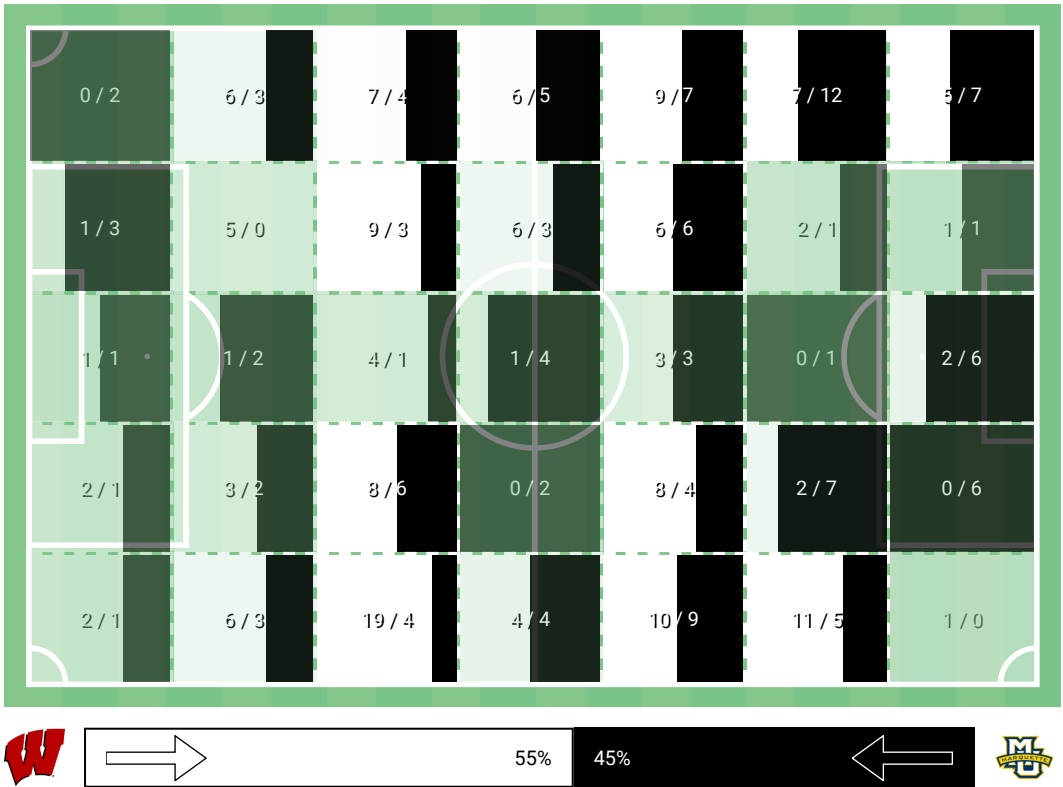 0 / 2 6 / 3 7 / 4 6 / 5 9 / 7 7 / 12 5 / 7
1 / 3 5 / 0 9 / 3 6 / 3 6 / 6 2 / 1 1 / 1
1 / 1 1 / 2 4 / 1 1 / 4 3 / 3 0 / 1 2 / 6
2 / 1 3 / 2 8 / 6 0 / 2 8 / 4 2 / 7 0 / 6
2 / 1 6 / 3 19 / 4 4 / 4 10 / 9 11 / 5 1 / 0
W 55% 45% MU MARQUETTE